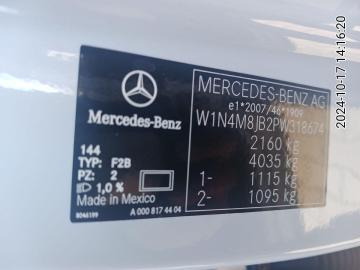 Mercedes-Benz
144
TYP: F2B
PZ: 2
1,0 %
Made in Mexico
8046199
A 000 817 44 04
MERCEDES-BENZ AG
e1*2007/46*1909
W1N4M8JB2PW318674
2160 kg
4035 kg
1- 1115 kg
2- 1095 kg
2024-10-17 14:16:20